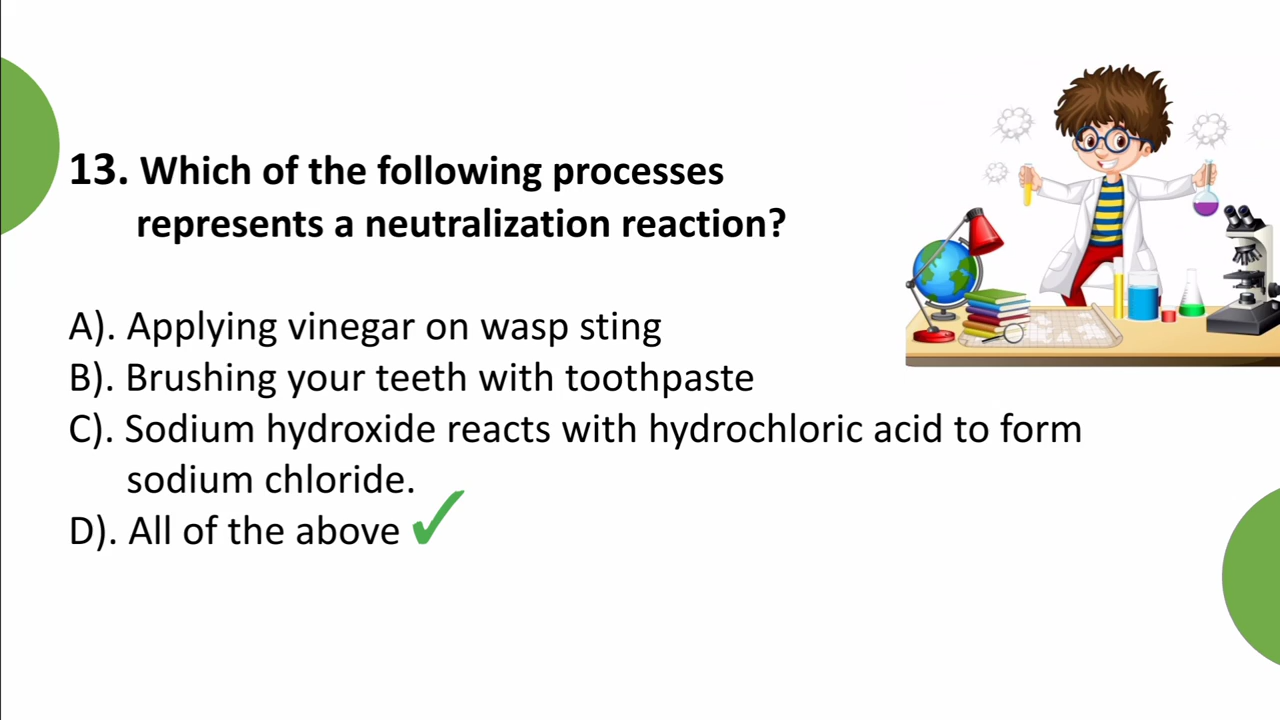 13. Which of the following processes
represents a neutralization reaction?
A). Applying vinegar on wasp sting
B). Brushing your teeth with toothpaste
C). Sodium hydroxide reacts with hydrochloric acid to form
sodium chloride.
D). All of the above ✓